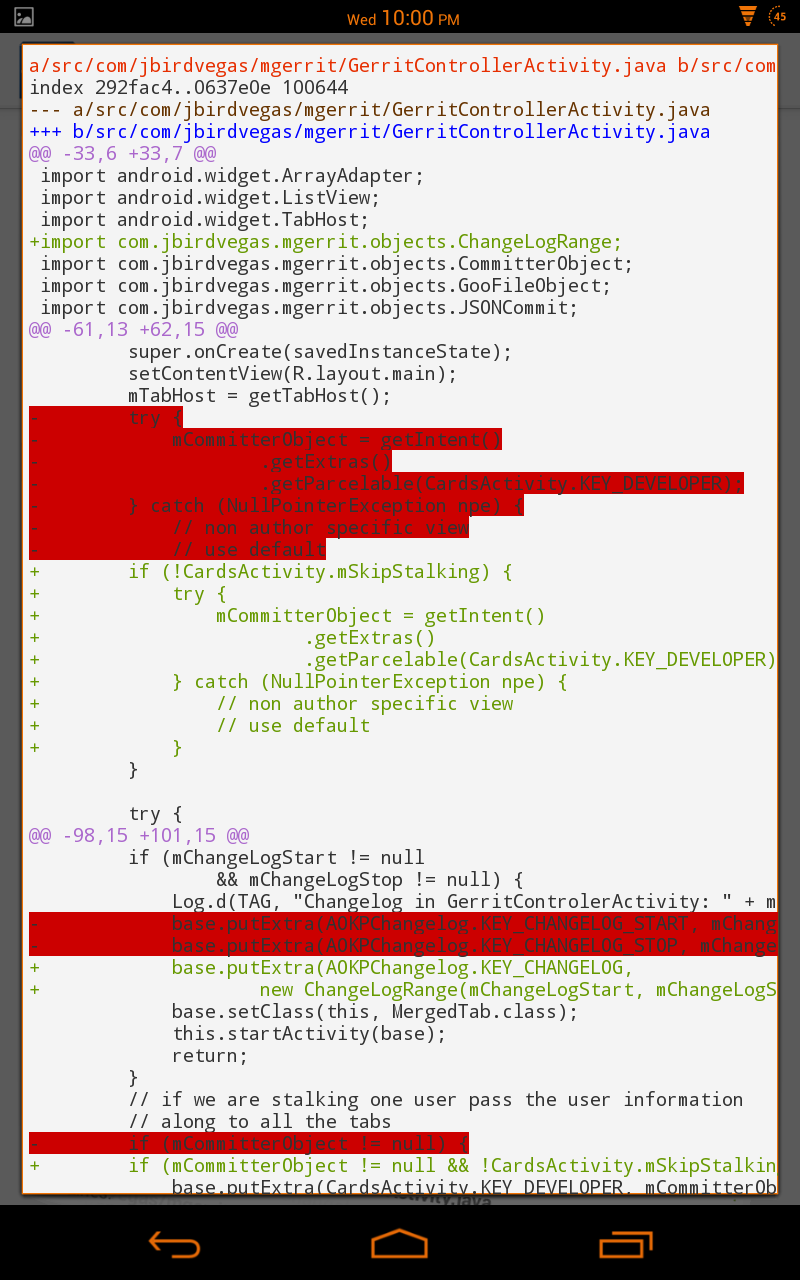 Wed 10:00 PM
45
a/src/com/jbirdvegas/mgerrit/GerritControllerActivity.java b/src/com
index 292fac4..0637e0e 100644
--- a/src/com/jbirdvegas/mgerrit/GerritControllerActivity.java
+++ b/src/com/jbirdvegas/mgerrit/GerritControllerActivity.java
@@ -33,6 +33,7 @@
 import android.widget.ArrayAdapter;
 import android.widget.ListView;
 import android.widget.TabHost;
+import com.jbirdvegas.mgerrit.objects.ChangeLogRange;
 import com.jbirdvegas.mgerrit.objects.CommitterObject;
 import com.jbirdvegas.mgerrit.objects.GooFileObject;
 import com.jbirdvegas.mgerrit.objects.JSONCommit;
@@ -61,13 +62,15 @@
         super.onCreate(savedInstanceState);
         setContentView(R.layout.main);
         mTabHost = getTabHost();
-        try {
-            mCommitterObject = getIntent()
-                    .getExtras()
-                    .getParcelable(CardsActivity.KEY_DEVELOPER);
-        } catch (NullPointerException npe) {
-            // non author specific view
-            // use default
+        if (!CardsActivity.mSkipStalking) {
+            try {
+                mCommitterObject = getIntent()
+                        .getExtras()
+                        .getParcelable(CardsActivity.KEY_DEVELOPER)
+            } catch (NullPointerException npe) {
+                // non author specific view
+                // use default
+            }
         }
         try {
@@ -98,15 +101,15 @@
         if (mChangeLogStart != null
                 && mChangeLogStop != null) {
             Log.d(TAG, "Changelog in GerritControlerActivity: " + m
-            base.putExtra(AOKPChangelog.KEY_CHANGELOG_START, mChang
-            base.putExtra(AOKPChangelog.KEY_CHANGELOG_STOP, mChange
+            base.putExtra(AOKPChangelog.KEY_CHANGELOG,
+                    new ChangeLogRange(mChangeLogStart, mChangeLogS
             base.setClass(this, MergedTab.class);
             this.startActivity(base);
             return;
         }
         // if we are stalking one user pass the user information
         // along to all the tabs
-        if (mCommitterObject != null) {
+        if (mCommitterObject != null && !CardsActivity.mSkipStalkin
             base.putExtra(CardsActivity.KEY_DEVELOPER, mCommitterOb